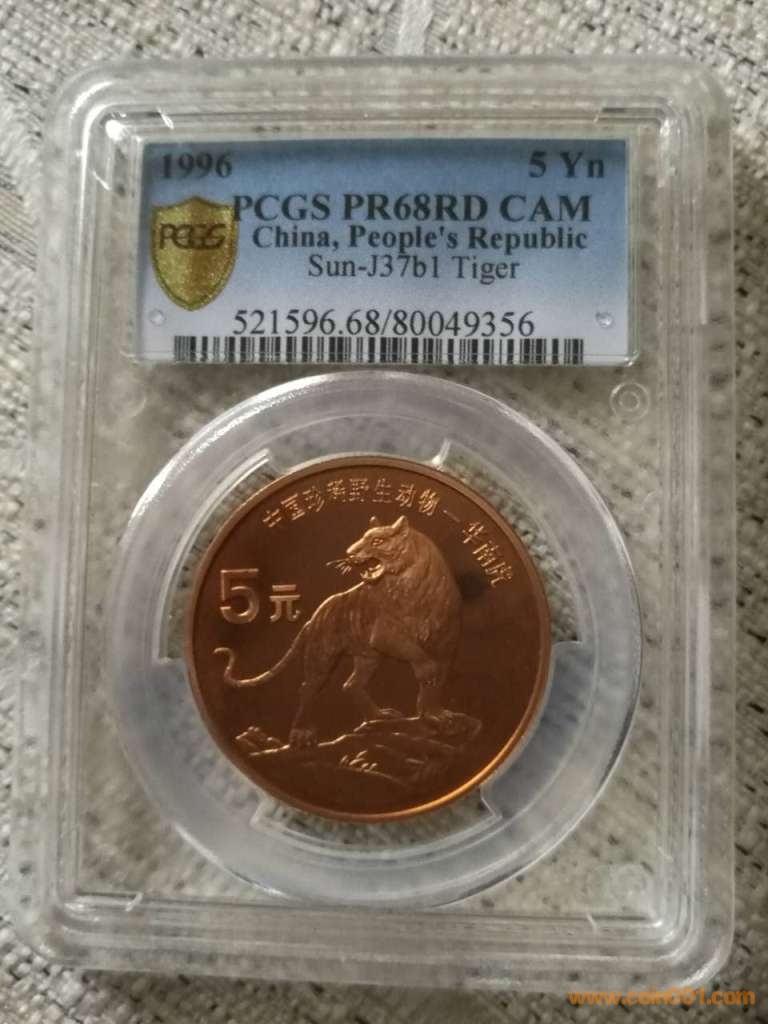 1996 5 Yn
PCGS PR68RD CAM
PCGS
China, People's Republic
Sun-J37b1 Tiger
521596.68/80049356
中国珍稀野生动物—华南虎
5元
www.coin001.com